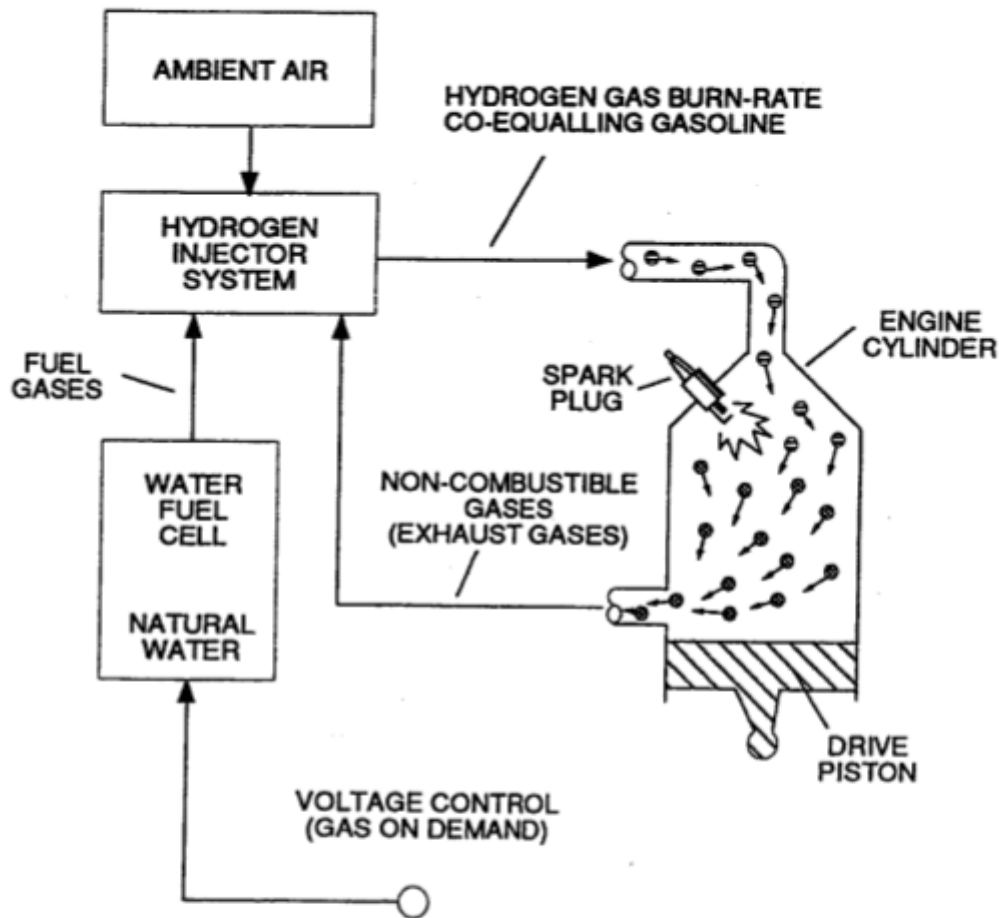 AMBIENT AIR
HYDROGEN GAS BURN-RATE
CO-EQUALLING GASOLINE
HYDROGEN
INJECTOR
SYSTEM
ENGINE
CYLINDER
FUEL
GASES
SPARK
PLUG
WATER
FUEL
CELL
NATURAL
WATER
NON-COMBUSTIBLE
GASES
(EXHAUST GASES)
DRIVE
PISTON
VOLTAGE CONTROL
(GAS ON DEMAND)